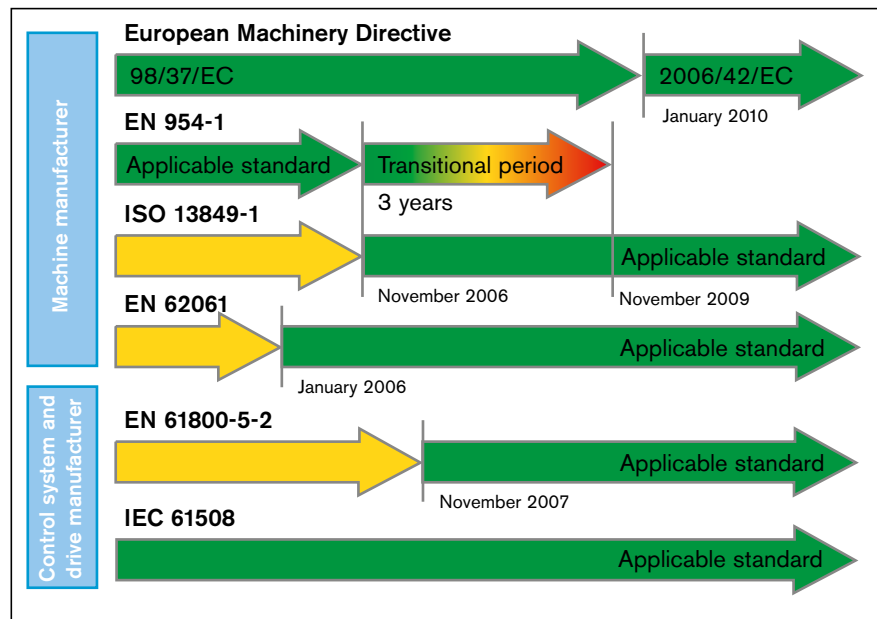 European Machinery Directive
98/37/EC
2006/42/EC
January 2010
EN 954-1
Applicable standard
Transitional period
3 years
ISO 13849-1
Applicable standard
November 2006
November 2009
EN 62061
Applicable standard
January 2006
Machine manufacturer
EN 61800-5-2
Applicable standard
November 2007
IEC 61508
Applicable standard
Control system and
drive manufacturer